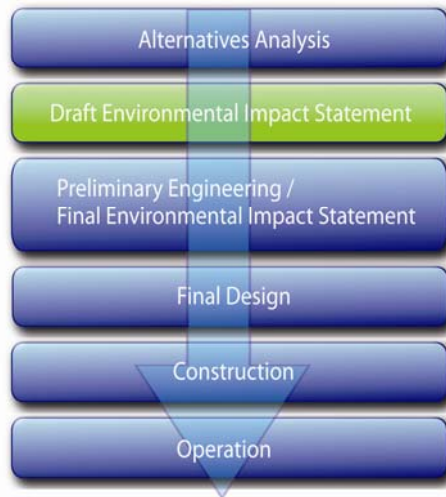 Alternatives Analysis
Draft Environmental Impact Statement
Preliminary Engineering /
Final Environmental Impact Statement
Final Design
Construction
Operation